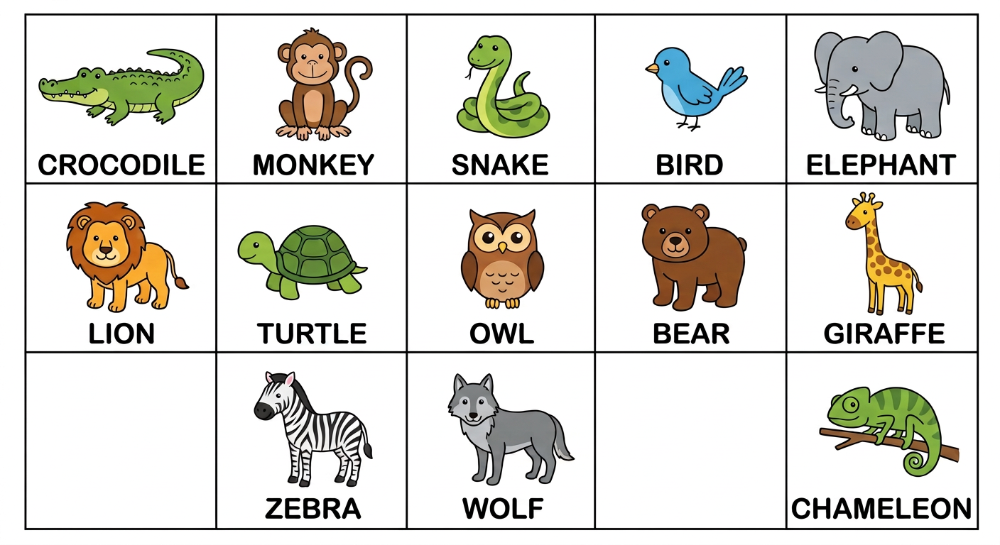 CROCODILE
MONKEY
SNAKE
BIRD
ELEPHANT
LION
TURTLE
OWL
BEAR
GIRAFFE
ZEBRA
WOLF
CHAMELEON